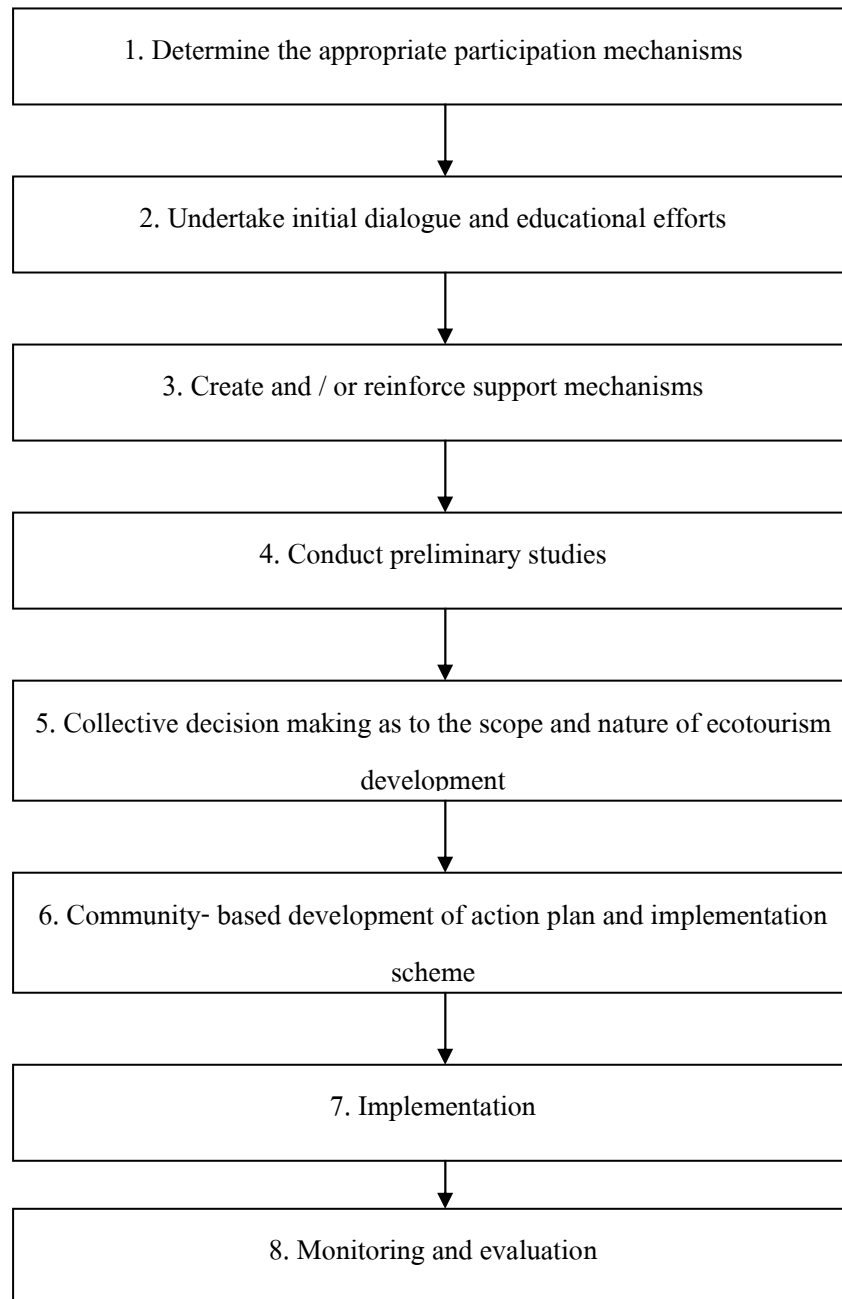 1. Determine the appropriate participation mechanisms
2. Undertake initial dialogue and educational efforts
3. Create and / or reinforce support mechanisms
4. Conduct preliminary studies
5. Collective decision making as to the scope and nature of ecotourism
development
6. Community- based development of action plan and implementation
scheme
7. Implementation
8. Monitoring and evaluation